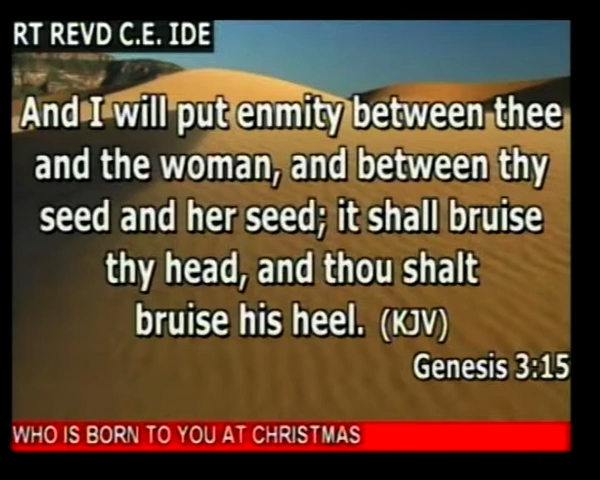 RT REVD C.E. IDE
And I will put enmity between thee
and the woman, and between thy
seed and her seed; it shall bruise
thy head, and thou shalt
bruise his heel. (KJV)
Genesis 3:15
WHO IS BORN TO YOU AT CHRISTMAS